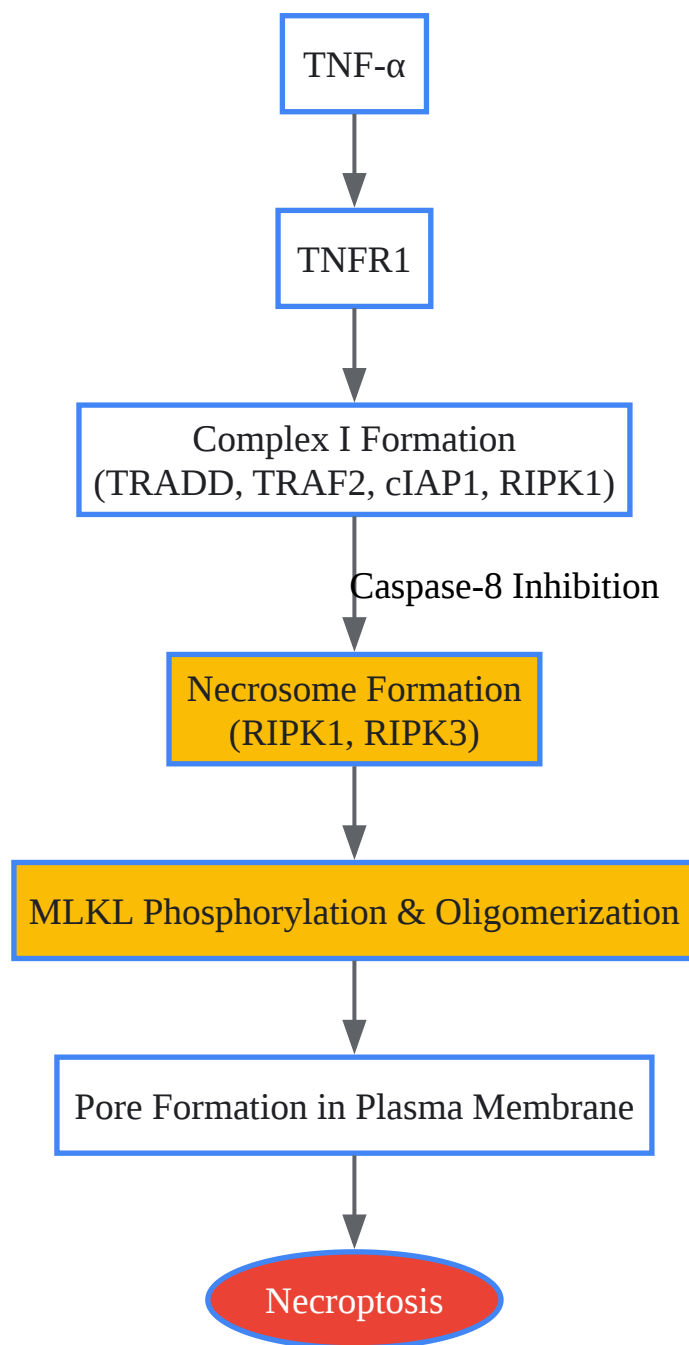 TNF-α
TNFR1
Complex I Formation
(TRADD, TRAF2, cIAP1, RIPK1)
Caspase-8 Inhibition
Necrosome Formation
(RIPK1, RIPK3)
MLKL Phosphorylation & Oligomerization
Pore Formation in Plasma Membrane
Necroptosis